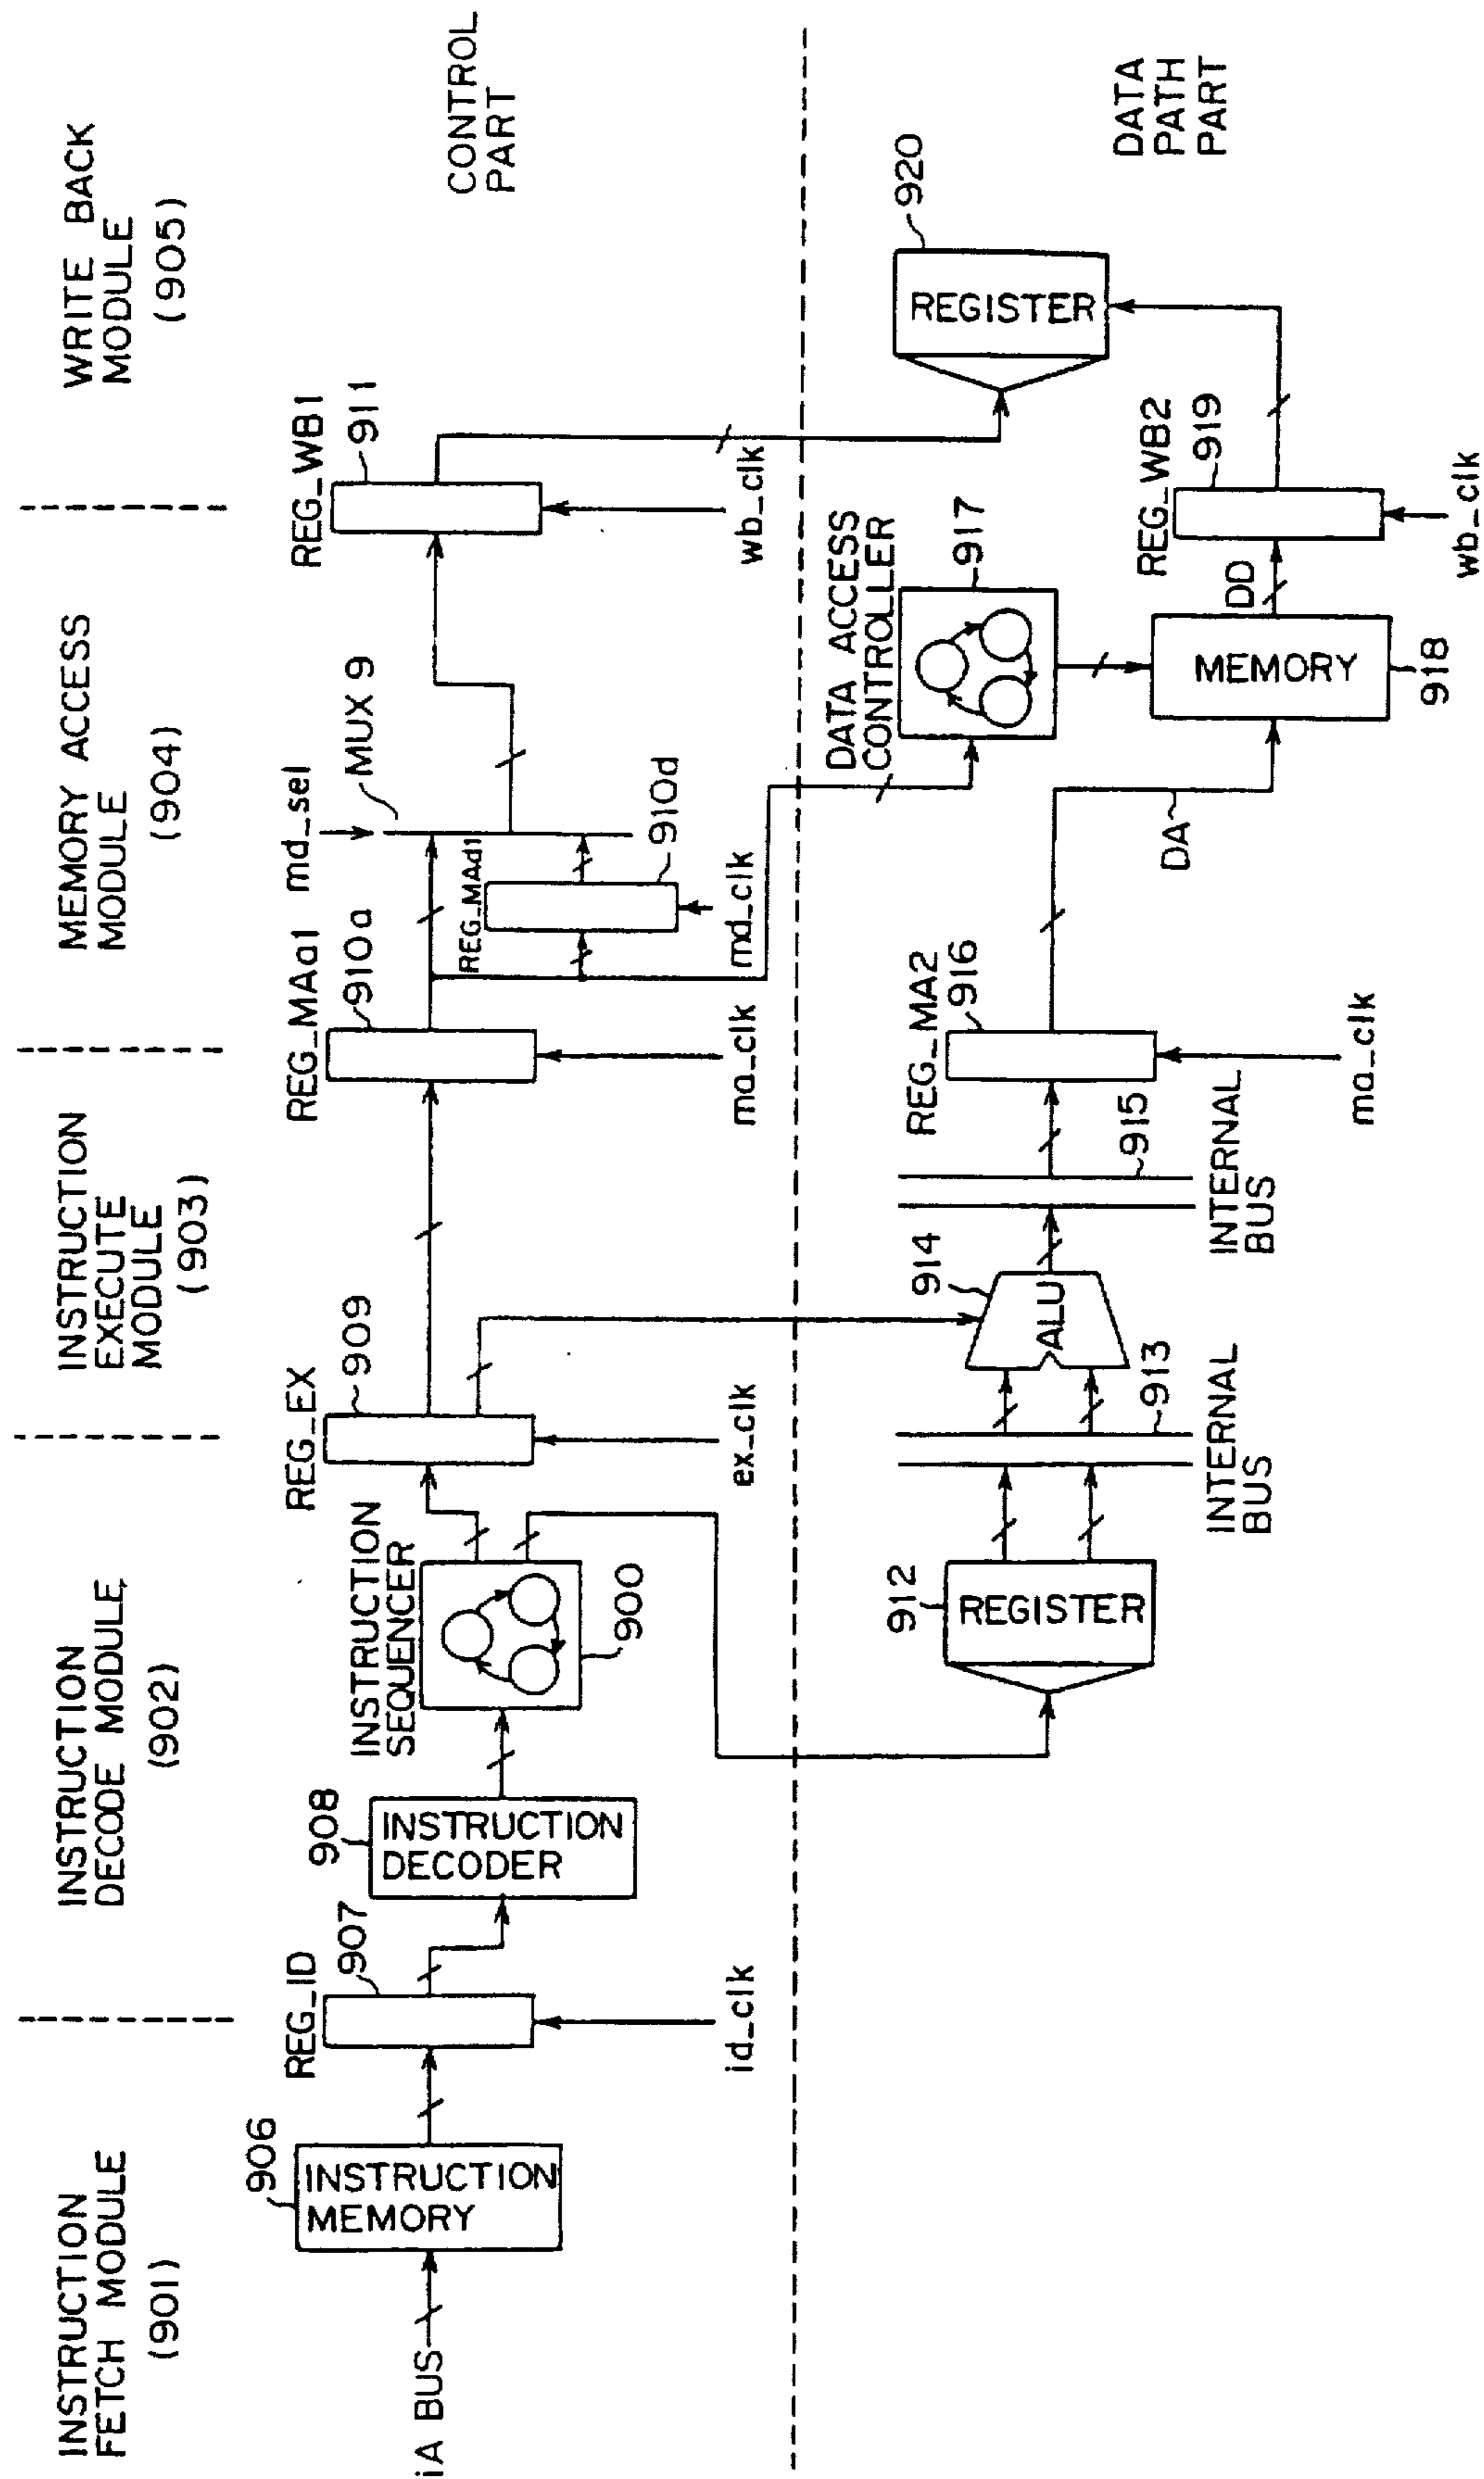 INSTRUCTION
FETCH MODULE
(901)
INSTRUCTION
DECODE MODULE
(902)
INSTRUCTION
EXECUTE
MODULE
(903)
MEMORY ACCESS
MODULE
(904)
WRITE BACK
MODULE
(905)
CONTROL
PART
iA BUS
906
INSTRUCTION
MEMORY
REG_ID
907
id_clk
908
INSTRUCTION
DECODER
INSTRUCTION
SEQUENCER
900
REG_EX
909
ex_clk
REG_MAa1
910a
ma_clk
md_sel
MUX 9
REG_MAd1
910d
md_clk
REG_WB1
911
wb_clk
DATA
PATH
PART
912
REGISTER
913
INTERNAL
BUS
914
ALU
915
INTERNAL
BUS
REG_MA2
916
ma_clk
DA
DATA ACCESS
CONTROLLER
917
MEMORY
918
DD
REG_WB2
919
wb_clk
920
REGISTER